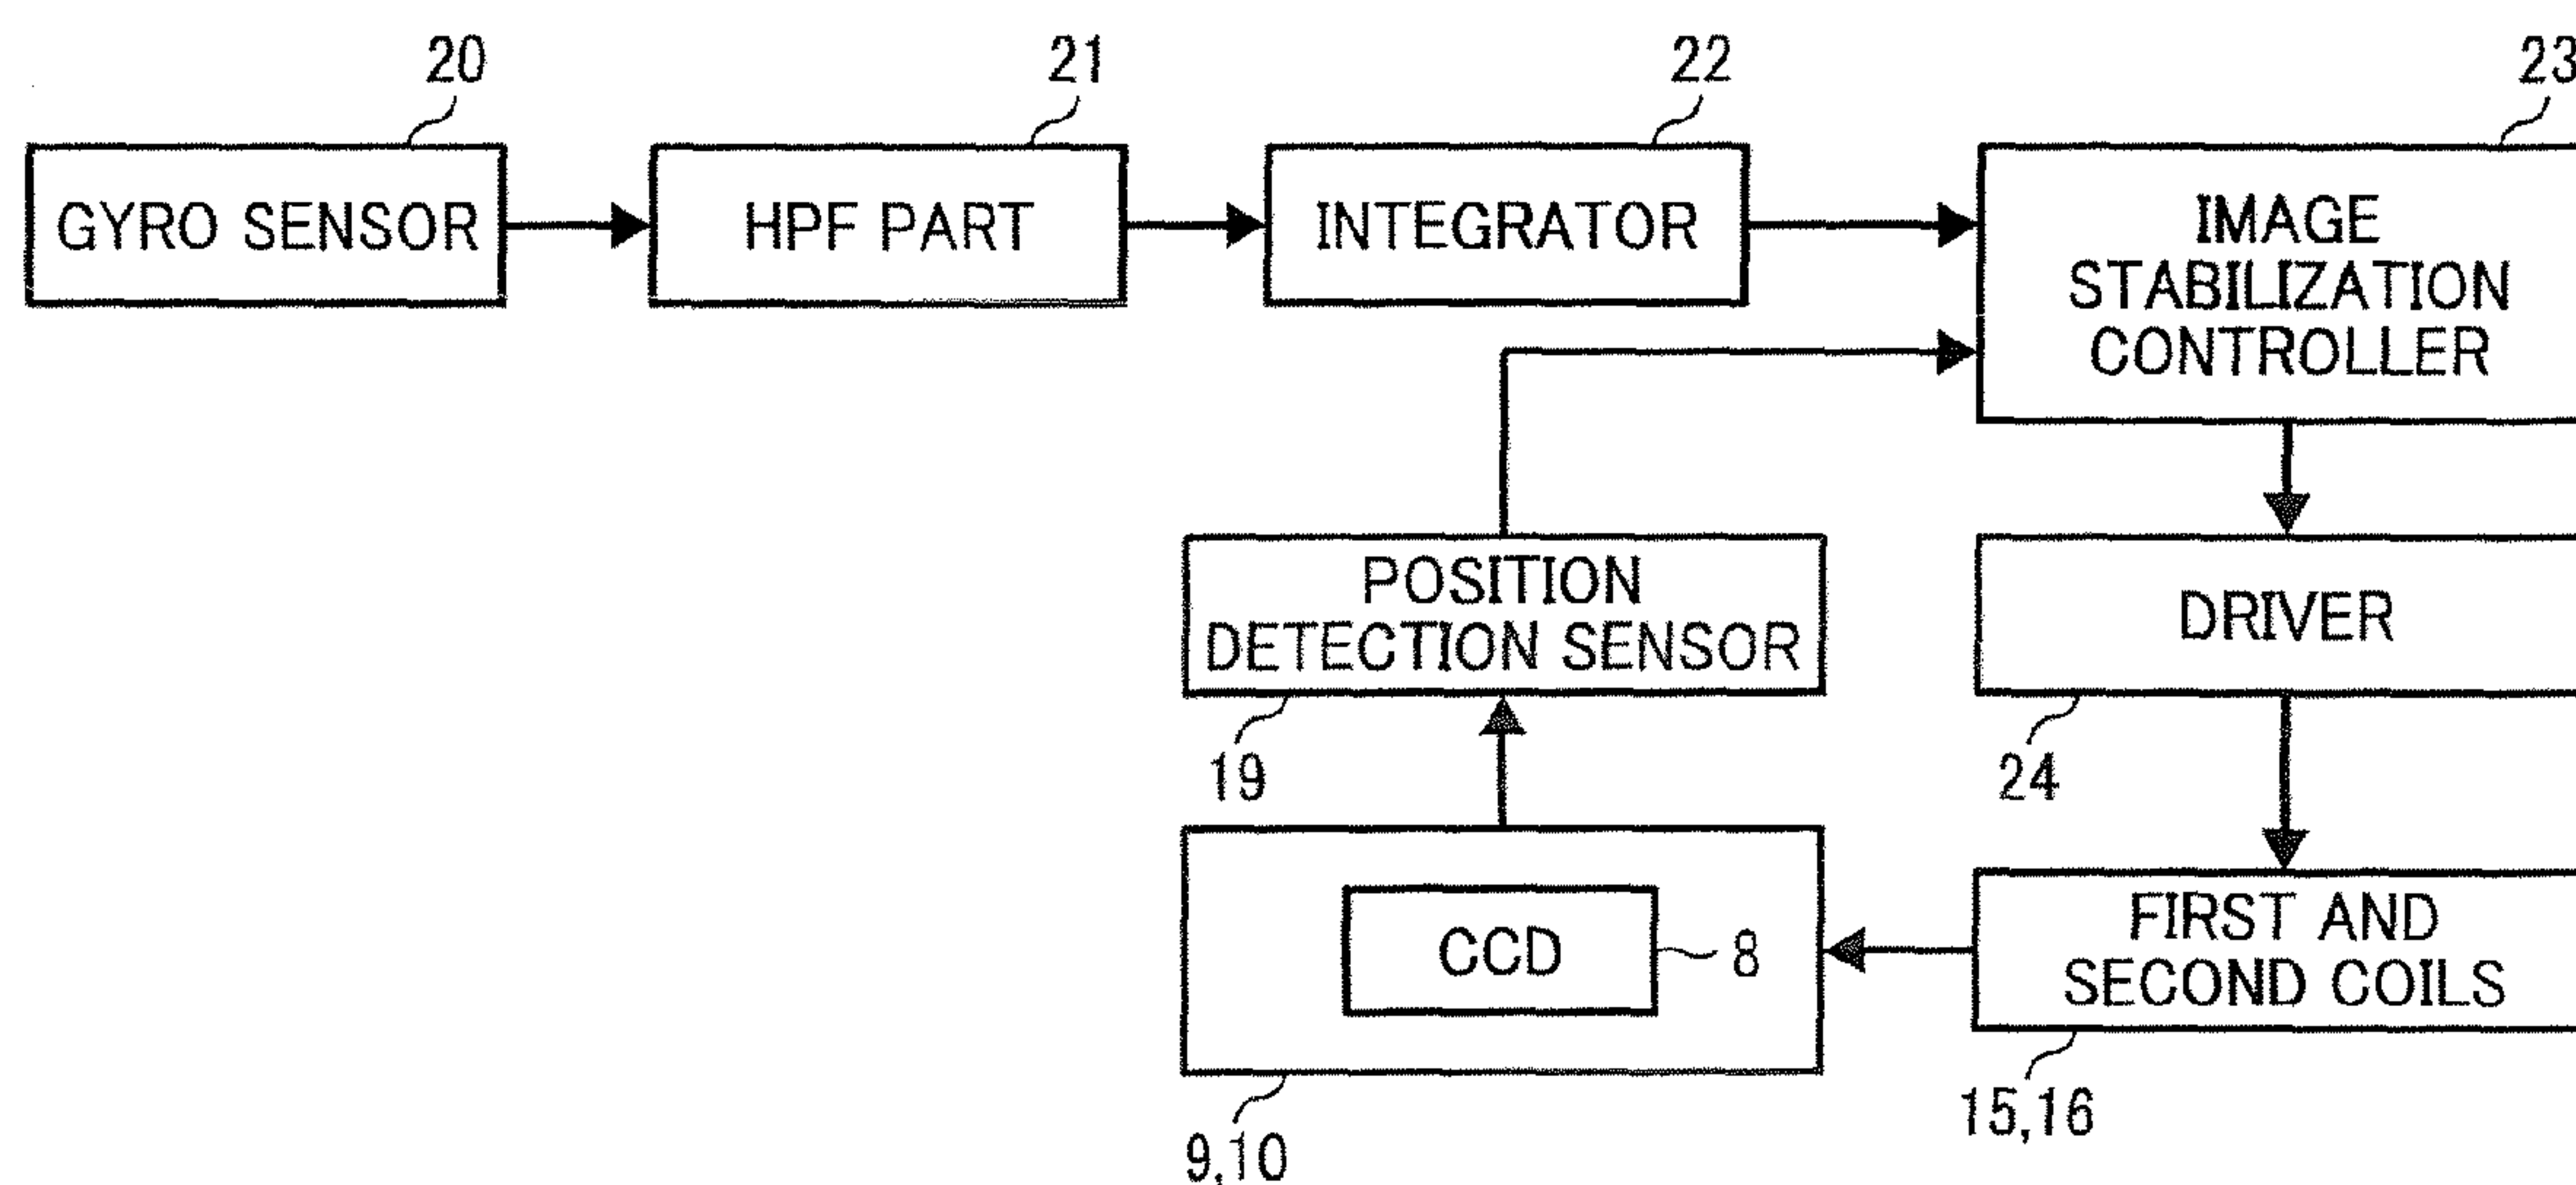 20
21
22
23
GYRO SENSOR
HPF PART
INTEGRATOR
IMAGE
STABILIZATION
CONTROLLER
POSITION
DETECTION SENSOR
DRIVER
19
24
CCD
8
FIRST AND
SECOND COILS
15,16
9,10